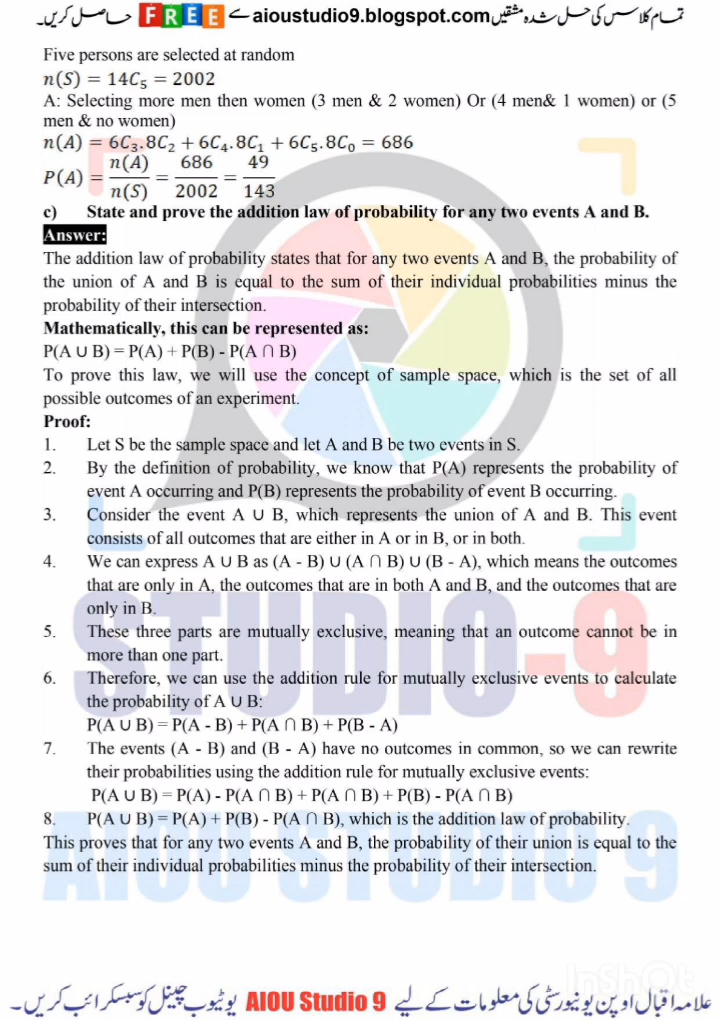 تمام کلاسس کی حل شدہ مشقیں aioustudio9.blogspot.com سے FREE حاصل کریں۔
Five persons are selected at random
n(S) = 14C₅ = 2002
A: Selecting more men then women (3 men & 2 women) Or (4 men& 1 women) or (5
men & no women)
n(A) = 6C₃.8C₂ + 6C₄.8C₁ + 6C₅.8C₀ = 686
P(A) = n(A)/n(S) = 686/2002 = 49/143
c) State and prove the addition law of probability for any two events A and B.
Answer:
The addition law of probability states that for any two events A and B, the probability of
the union of A and B is equal to the sum of their individual probabilities minus the
probability of their intersection.
Mathematically, this can be represented as:
P(A ∪ B) = P(A) + P(B) - P(A ∩ B)
To prove this law, we will use the concept of sample space, which is the set of all
possible outcomes of an experiment.
Proof:
1. Let S be the sample space and let A and B be two events in S.
2. By the definition of probability, we know that P(A) represents the probability of
event A occurring and P(B) represents the probability of event B occurring.
3. Consider the event A ∪ B, which represents the union of A and B. This event
consists of all outcomes that are either in A or in B, or in both.
4. We can express A ∪ B as (A - B) ∪ (A ∩ B) ∪ (B - A), which means the outcomes
that are only in A, the outcomes that are in both A and B, and the outcomes that are
only in B.
5. These three parts are mutually exclusive, meaning that an outcome cannot be in
more than one part.
6. Therefore, we can use the addition rule for mutually exclusive events to calculate
the probability of A ∪ B:
P(A ∪ B) = P(A - B) + P(A ∩ B) + P(B - A)
7. The events (A - B) and (B - A) have no outcomes in common, so we can rewrite
their probabilities using the addition rule for mutually exclusive events:
P(A ∪ B) = P(A) - P(A ∩ B) + P(A ∩ B) + P(B) - P(A ∩ B)
8. P(A ∪ B) = P(A) + P(B) - P(A ∩ B), which is the addition law of probability.
This proves that for any two events A and B, the probability of their union is equal to the
sum of their individual probabilities minus the probability of their intersection.
STUDIO-9
AIOU STUDIO 9
InShOt
علامہ اقبال اوپن یونیورسٹی کی معلومات کے لیے AIOU Studio 9 یوٹیوب چینل کو سبسکرائب کریں۔